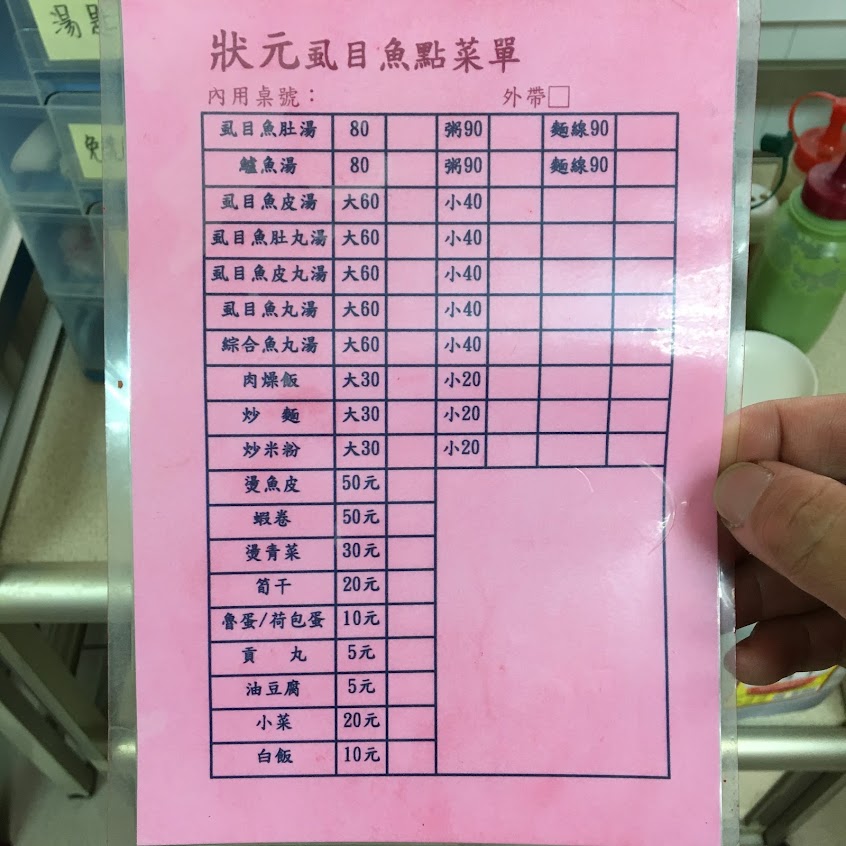 湯匙
免洗
狀元虱目魚點菜單
內用桌號： 外帶□
虱目魚肚湯 80 粥90 麵線90
鱸魚湯 80 粥90 麵線90
虱目魚皮湯 大60 小40
虱目魚肚丸湯 大60 小40
虱目魚皮丸湯 大60 小40
虱目魚丸湯 大60 小40
綜合魚丸湯 大60 小40
肉燥飯 大30 小20
炒 麵 大30 小20
炒米粉 大30 小20
燙魚皮 50元
蝦卷 50元
燙青菜 30元
筍干 20元
魯蛋/荷包蛋 10元
貢 丸 5元
油豆腐 5元
小菜 20元
白飯 10元